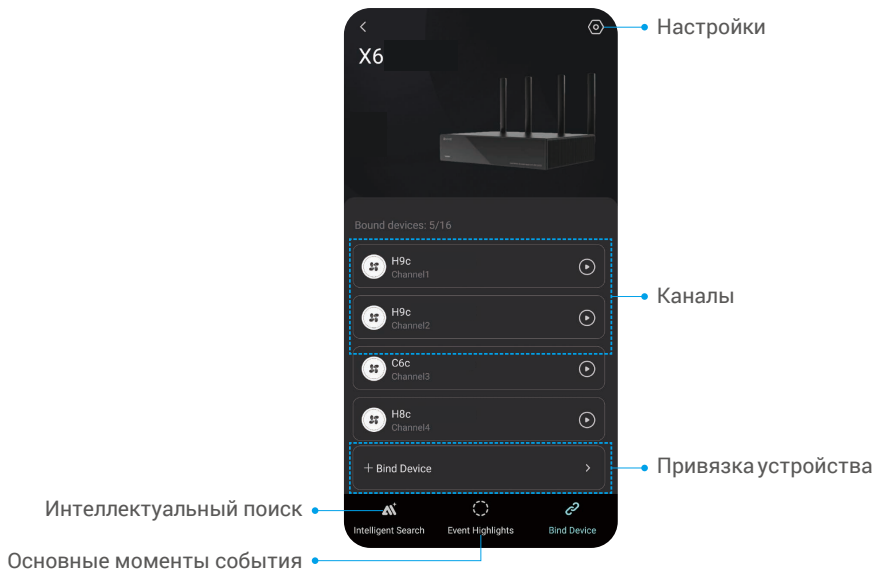 Настройки
X6
Bound devices: 5/16
H9c
Channel1
H9c
Channel2
Каналы
C6c
Channel3
H8c
Channel4
+ Bind Device
Привязка устройства
Интеллектуальный поиск
Intelligent Search
Event Highlights
Bind Device
Основные моменты события